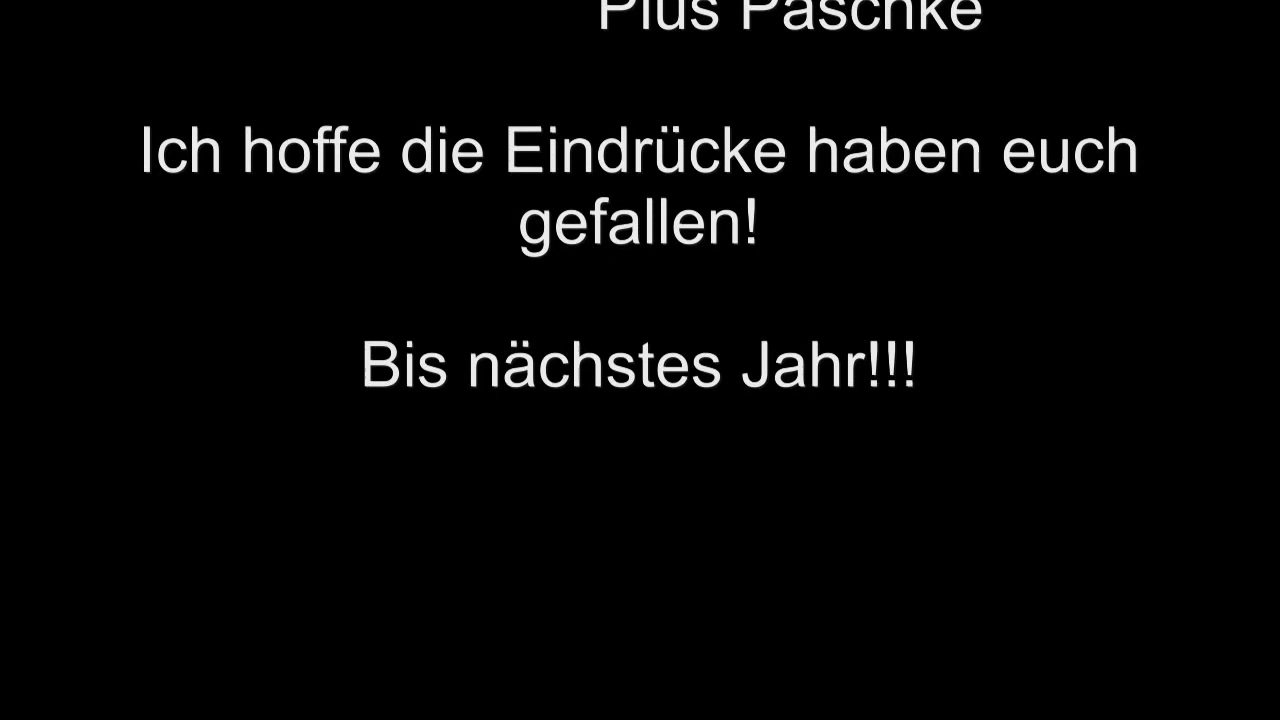 Pius Paschke
Ich hoffe die Eindrücke haben euch
gefallen!
Bis nächstes Jahr!!!